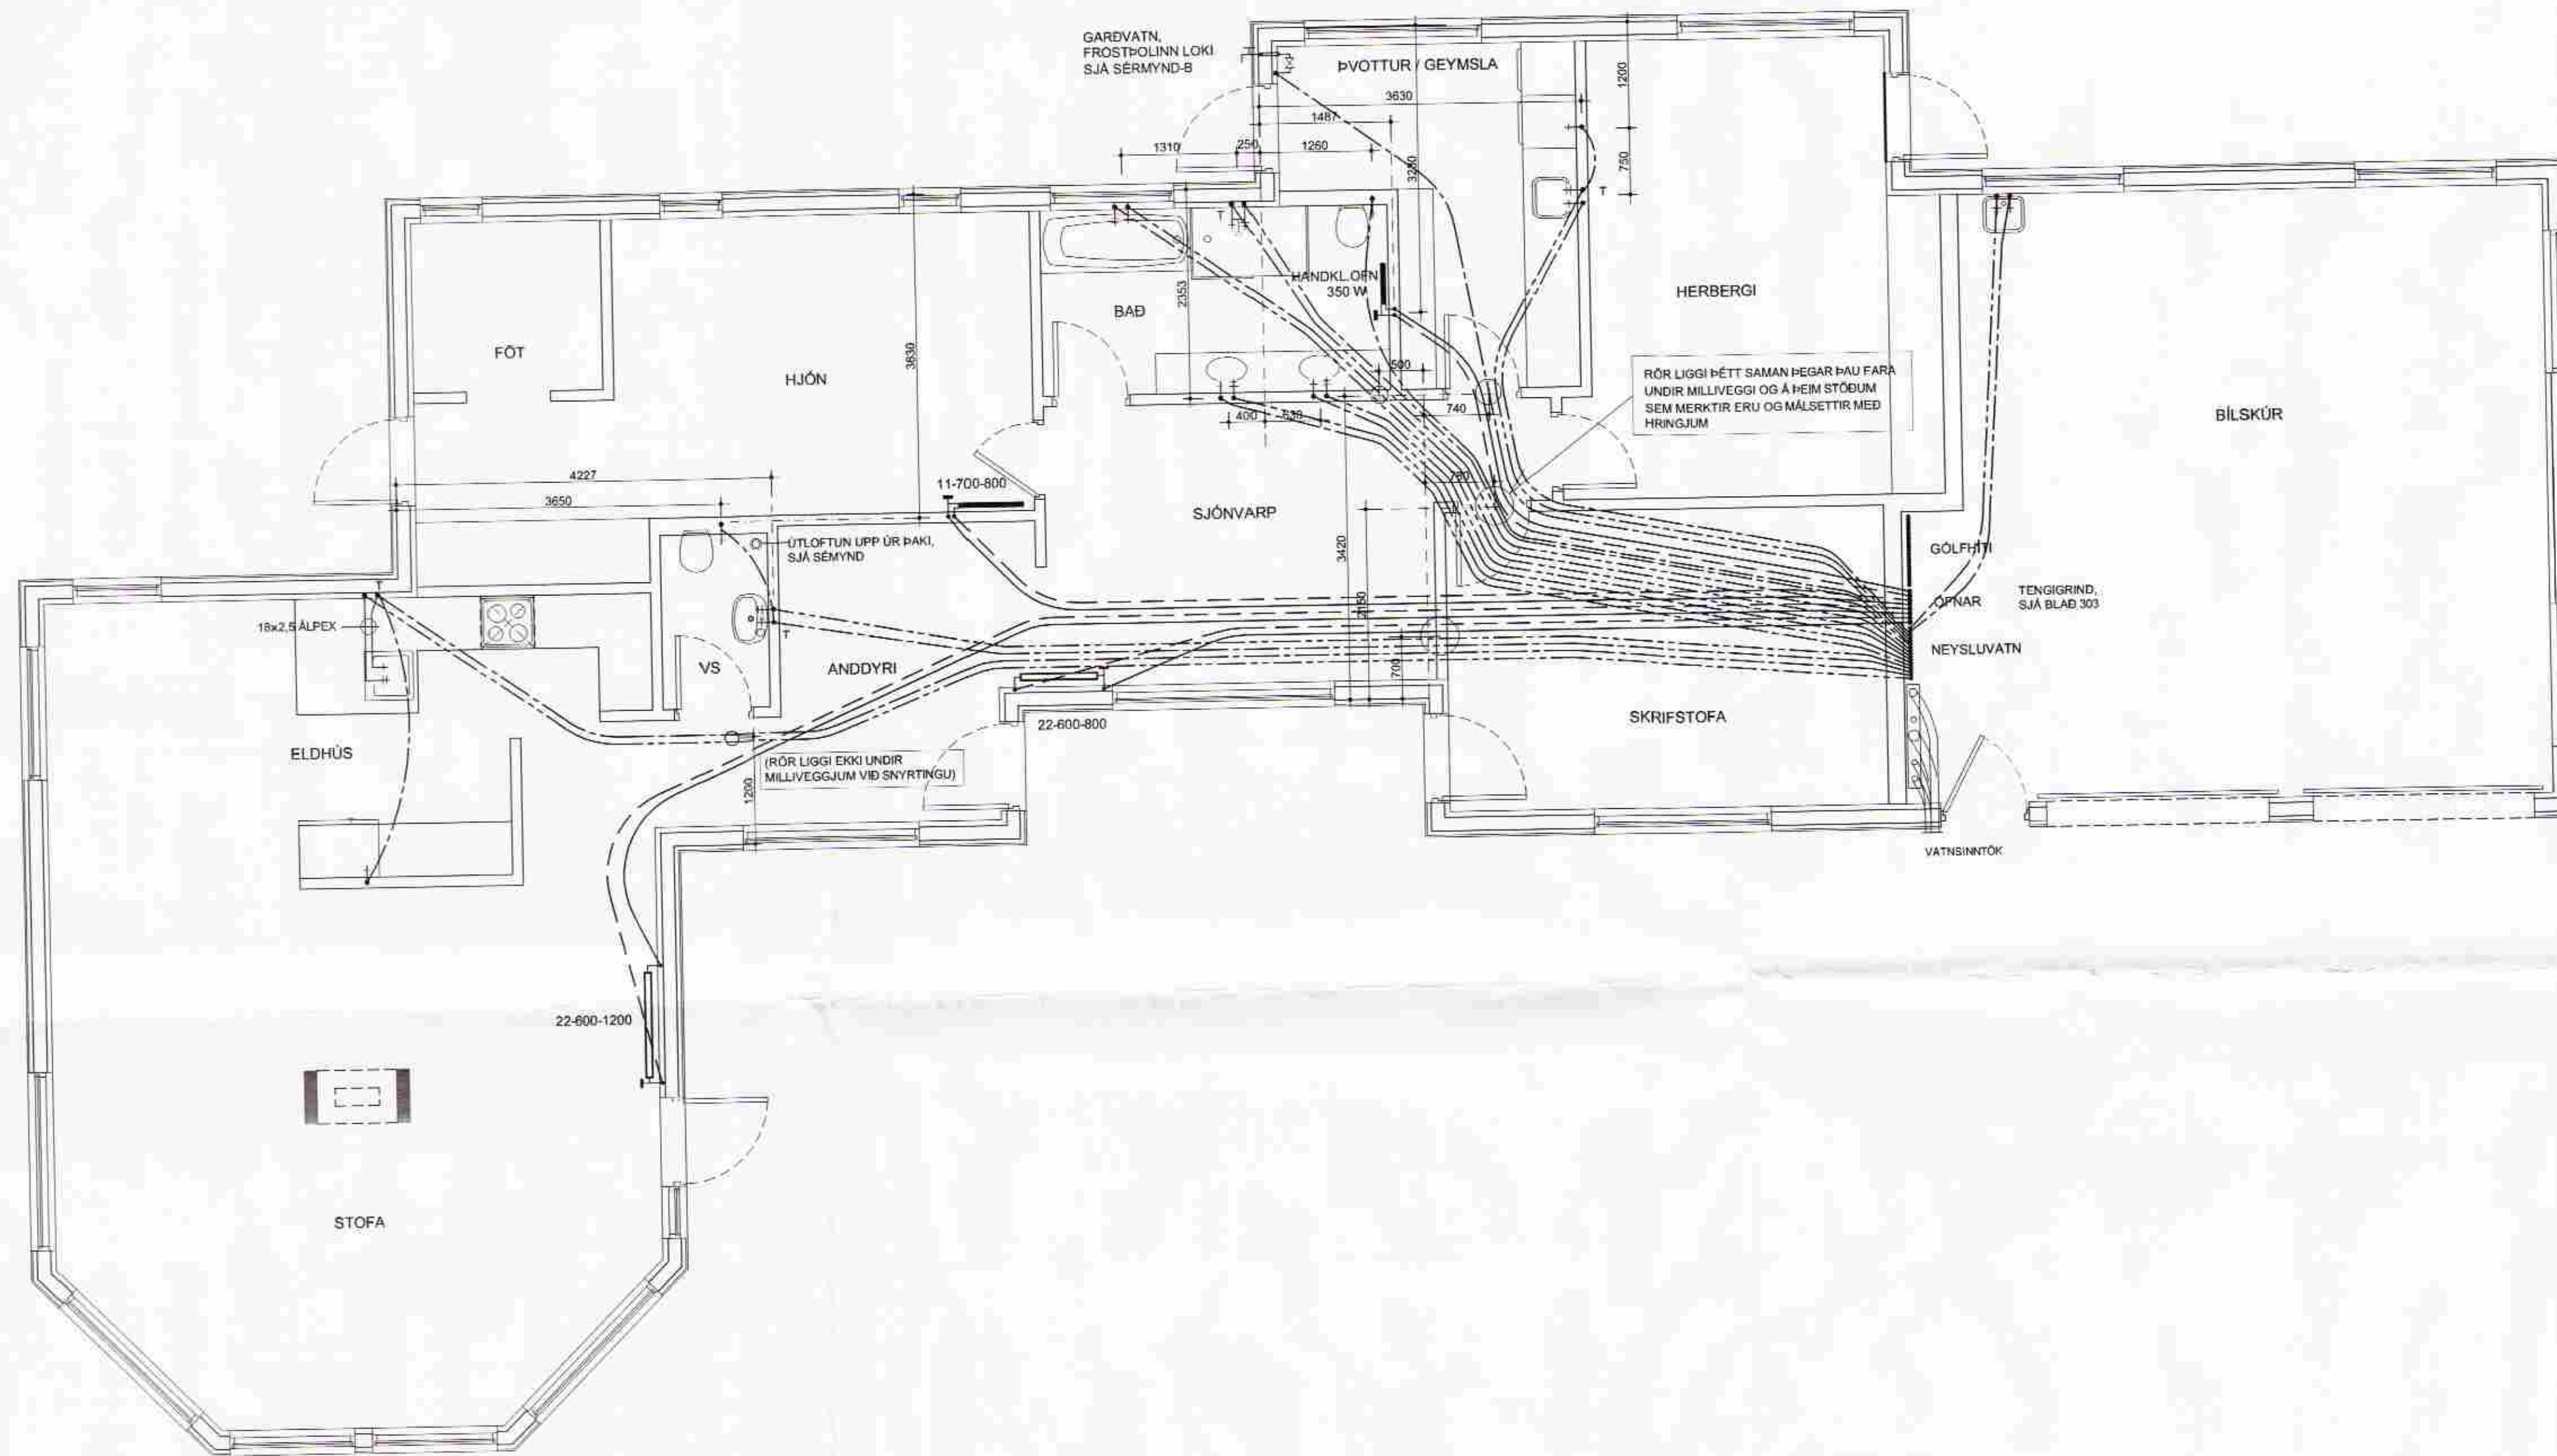 GARÐVATN,
FROSTÞOLINN LOKI
SJÁ SÉRMYND-B
ÞVOTTUR / GEYMSLA
1200
3630
1487
1310
250
1260
3280
750
T
T
T
HANDKL.OFN
350 W
HERBERGI
2353
BAÐ
FÖT
HJÓN
3630
500
RÖR LIGGI ÞÉTT SAMAN ÞEGAR ÞAU FARA
UNDIR MILLIVEGGI OG Á ÞEIM STÖÐUM
SEM MERKTIR ERU OG MÁLSETTIR MEÐ
HRINGJUM
BÍLSKÚR
400
630
740
4227
3650
11-700-800
780
SJÓNVARP
ÚTLOFTUN UPP ÚR ÞAKI,
SJÁ SÉMYND
3420
GÓLFHITI
TENGIGRIND,
SJÁ BLAÐ 303
OFNAR
T
18x2,5 ÁLPEX
2150
T
NEYSLUVATN
VS
ANDDYRI
700
SKRIFSTOFA
22-600-800
ELDHÚS
(RÖR LIGGI EKKI UNDIR
MILLIVEGGJUM VIÐ SNYRTINGU)
1200
VATNSINNTÖK
22-600-1200
STOFA